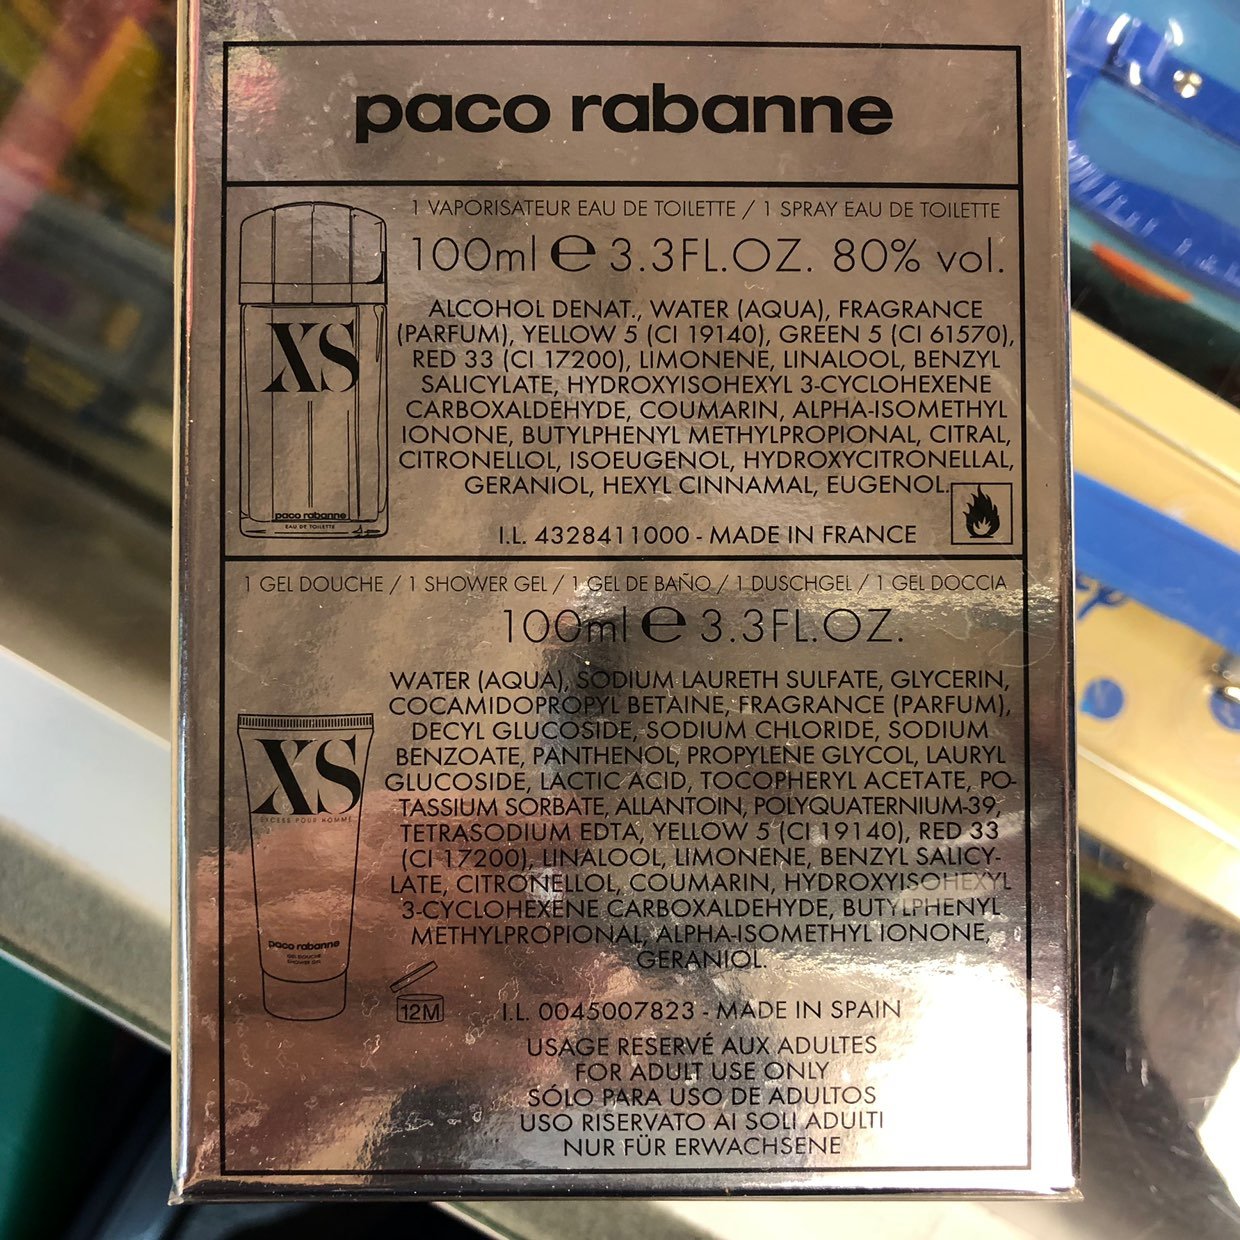 paco rabanne
1 VAPORISATEUR EAU DE TOILETTE / 1 SPRAY EAU DE TOILETTE
100ml e 3.3FL.OZ. 80% vol.
ALCOHOL DENAT., WATER (AQUA), FRAGRANCE
(PARFUM), YELLOW 5 (CI 19140), GREEN 5 (CI 61570),
RED 33 (CI 17200), LIMONENE, LINALOOL, BENZYL
SALICYLATE, HYDROXYISOHEXYL 3-CYCLOHEXENE
CARBOXALDEHYDE, COUMARIN, ALPHA-ISOMETHYL
IONONE, BUTYLPHENYL METHYLPROPIONAL, CITRAL,
CITRONELLOL, ISOEUGENOL, HYDROXYCITRONELLAL,
GERANIOL, HEXYL CINNAMAL, EUGENOL.
I.L. 4328411000 - MADE IN FRANCE
XS
paco rabanne
EAU DE TOILETTE
1 GEL DOUCHE / 1 SHOWER GEL / 1 GEL DE BAÑO / 1 DUSCHGEL / 1 GEL DOCCIA
100ml e 3.3FL.OZ.
WATER (AQUA), SODIUM LAURETH SULFATE, GLYCERIN,
COCAMIDOPROPYL BETAINE, FRAGRANCE (PARFUM),
DECYL GLUCOSIDE, SODIUM CHLORIDE, SODIUM
BENZOATE, PANTHENOL, PROPYLENE GLYCOL, LAURYL
GLUCOSIDE, LACTIC ACID, TOCOPHERYL ACETATE, PO-
TASSIUM SORBATE, ALLANTOIN, POLYQUATERNIUM-39,
TETRASODIUM EDTA, YELLOW 5 (CI 19140), RED 33
(CI 17200), LINALOOL, LIMONENE, BENZYL SALICY-
LATE, CITRONELLOL, COUMARIN, HYDROXYISOHEXYL
3-CYCLOHEXENE CARBOXALDEHYDE, BUTYLPHENYL
METHYLPROPIONAL, ALPHA-ISOMETHYL IONONE,
GERANIOL.
XS
EXCESS POUR HOMME
paco rabanne
GEL DOUCHE
SHOWER GEL
12M
I.L. 0045007823 - MADE IN SPAIN
USAGE RESERVÉ AUX ADULTES
FOR ADULT USE ONLY
SÓLO PARA USO DE ADULTOS
USO RISERVATO AI SOLI ADULTI
NUR FÜR ERWACHSENE